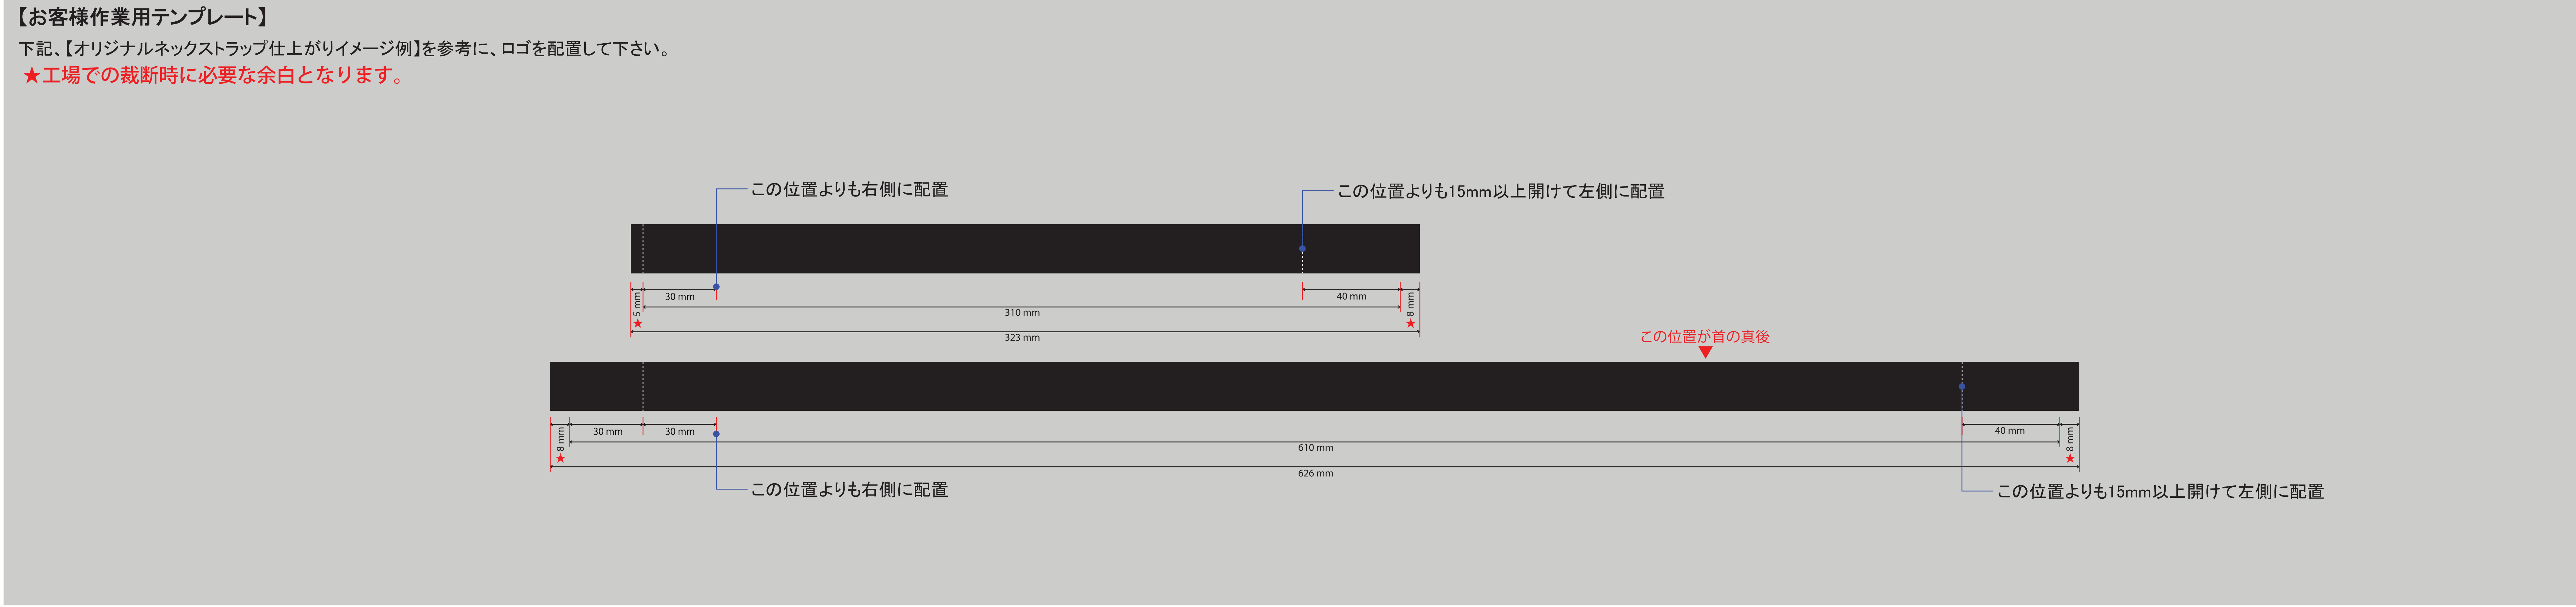 【お客様作業用テンプレート】
下記、【オリジナルネックストラップ仕上がりイメージ例】を参考に、ロゴを配置して下さい。
★工場での裁断時に必要な余白となります。
この位置よりも右側に配置
この位置よりも15mm以上開けて左側に配置
★ 5 mm
30 mm
40 mm
★ 8 mm
310 mm
323 mm
この位置が首の真後
▼
★ 8 mm
30 mm
30 mm
40 mm
★ 8 mm
610 mm
626 mm
この位置よりも右側に配置
この位置よりも15mm以上開けて左側に配置